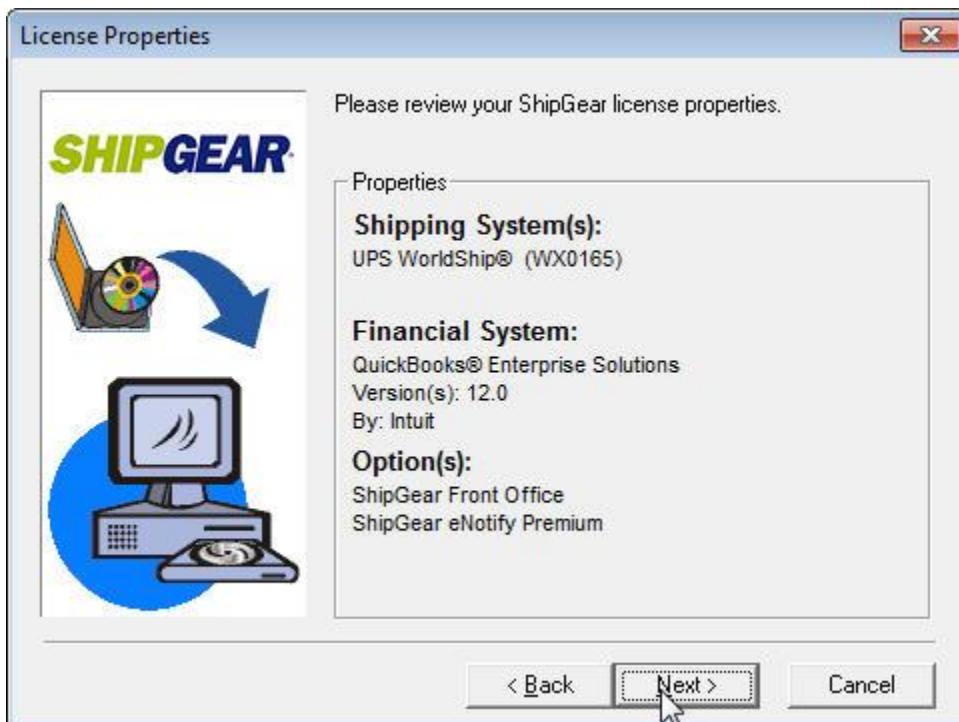 License Properties
Please review your ShipGear license properties.
SHIPGEAR
Properties
Shipping System(s):
UPS WorldShip® (WX0165)
Financial System:
QuickBooks® Enterprise Solutions
Version(s): 12.0
By: Intuit
Option(s):
ShipGear Front Office
ShipGear eNotify Premium
< Back
Next >
Cancel